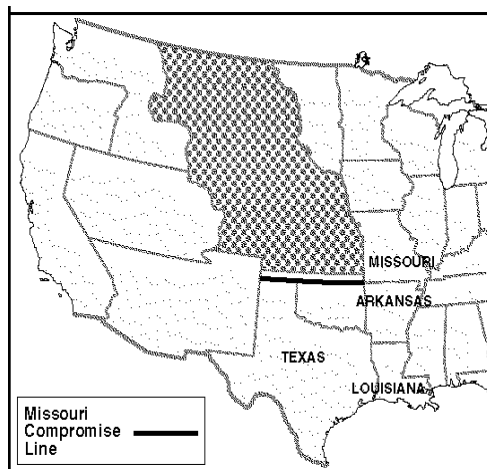 MISSOURI
ARKANSAS
TEXAS
LOUISIANA
Missouri
Compromise
Line